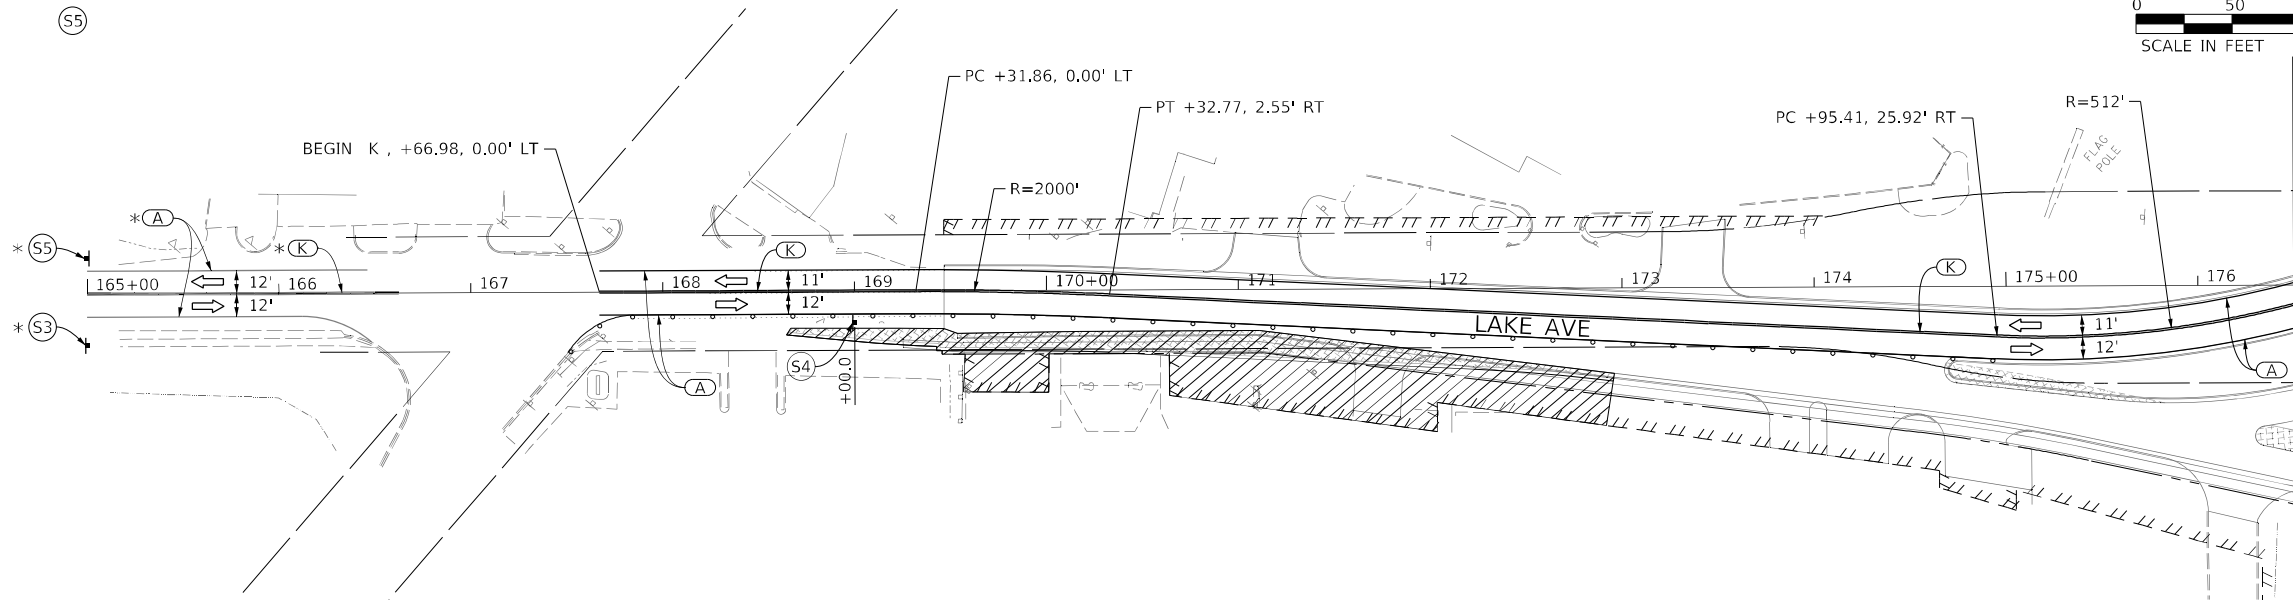 S5
0 50
SCALE IN FEET
PC +31.86, 0.00' LT
PT +32.77, 2.55' RT
R=512'
PC +95.41, 25.92' RT
BEGIN K , +66.98, 0.00' LT
FLAG
POLE
R=2000'
* A
* S5
* K
K
K
165+00 12' 166 167 168 11' 169 170+00 171 172 173 174 175+00 176
12' 12'
* S3
LAKE AVE
11'
12'
S4
+00.0
A
A